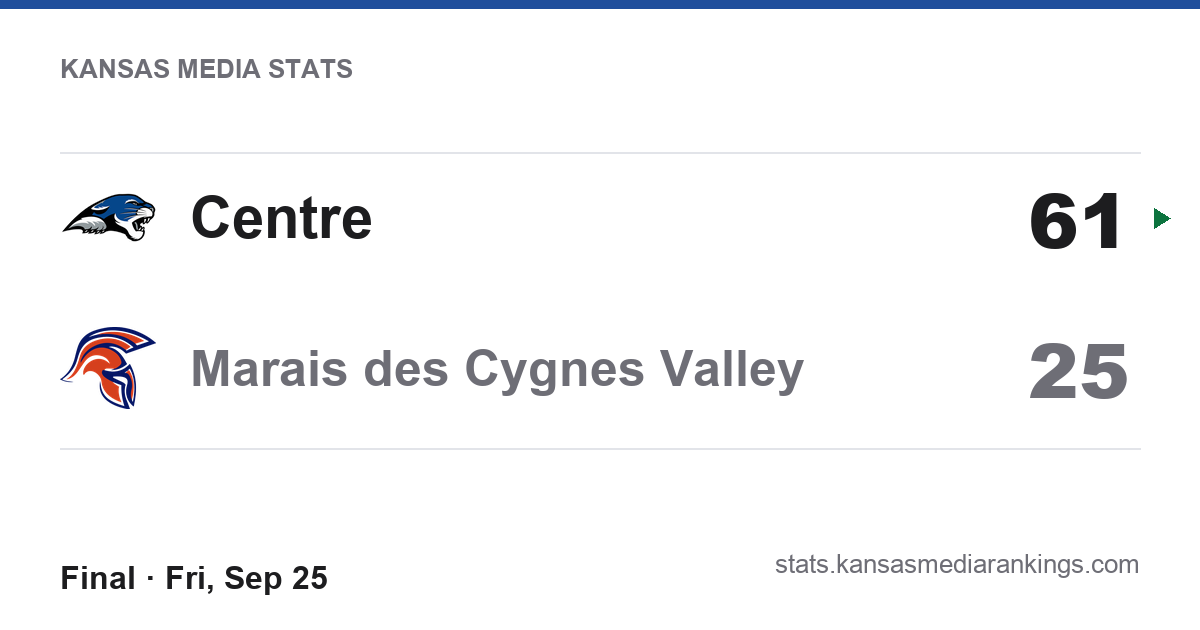 KANSAS MEDIA STATS
Centre 61
Marais des Cygnes Valley 25
Final · Fri, Sep 25
stats.kansasmediarankings.com